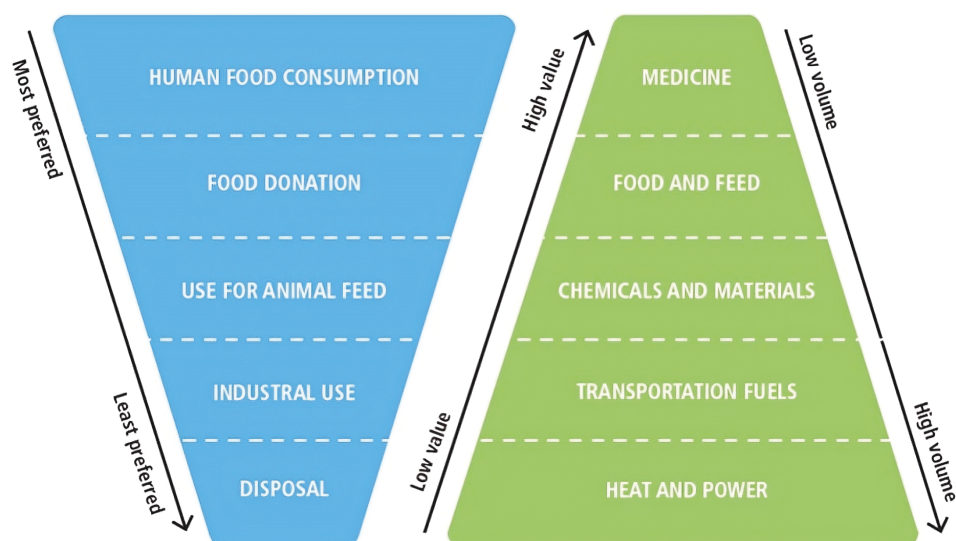 Most preferred
Least preferred
HUMAN FOOD CONSUMPTION
FOOD DONATION
USE FOR ANIMAL FEED
INDUSTRAL USE
DISPOSAL
High value
Low value
MEDICINE
FOOD AND FEED
CHEMICALS AND MATERIALS
TRANSPORTATION FUELS
HEAT AND POWER
Low volume
High volume